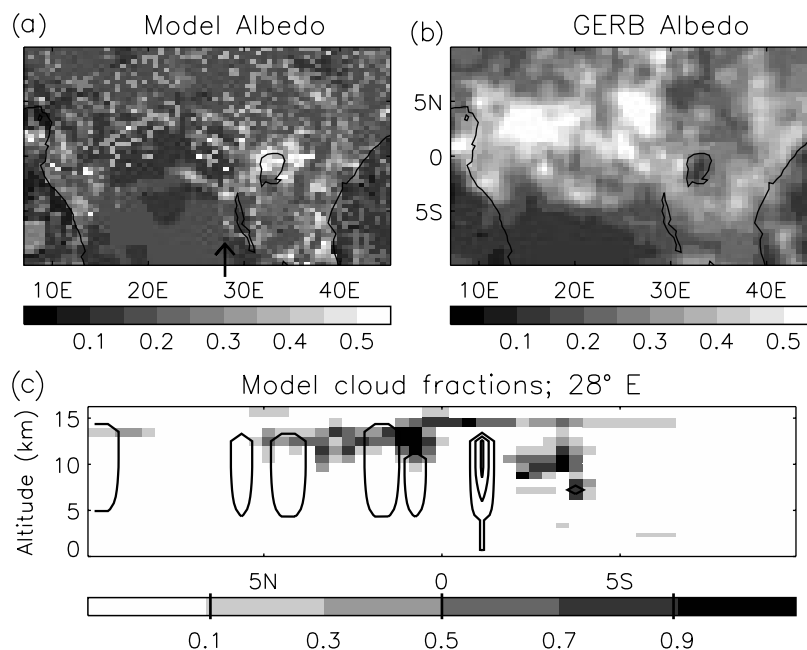 (a) Model Albedo
(b) GERB Albedo
5N
0
5S
10E 20E 30E 40E
10E 20E 30E 40E
0.1 0.2 0.3 0.4 0.5
0.1 0.2 0.3 0.4 0.5
(c) Model cloud fractions; 28° E
Altitude (km)
15
10
5
0
5N 0 5S
0.1 0.3 0.5 0.7 0.9